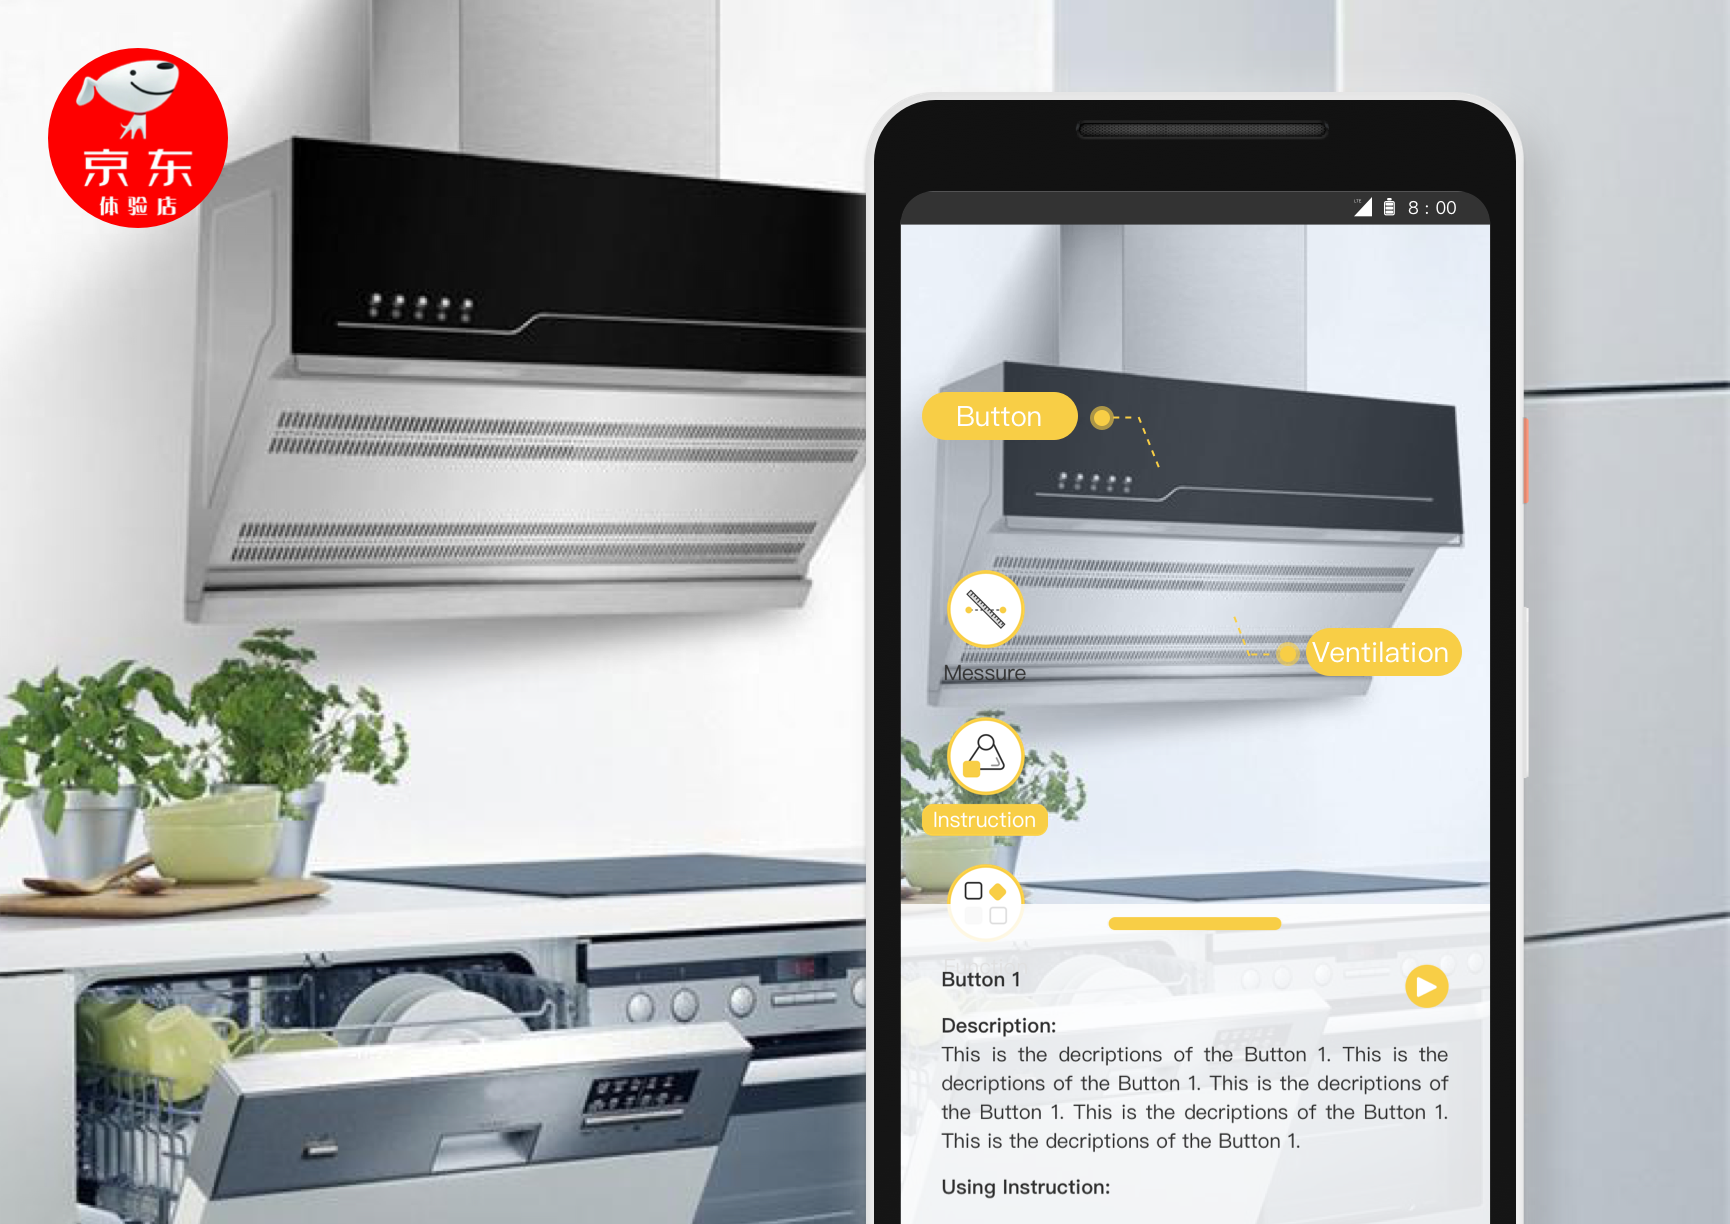 京东
体验店
8 : 00
Button
Ventilation
Messure
Instruction
Button 1
Description:
This is the decriptions of the Button 1. This is the
decriptions of the Button 1. This is the decriptions of
the Button 1. This is the decriptions of the Button 1.
This is the decriptions of the Button 1.
Using Instruction: